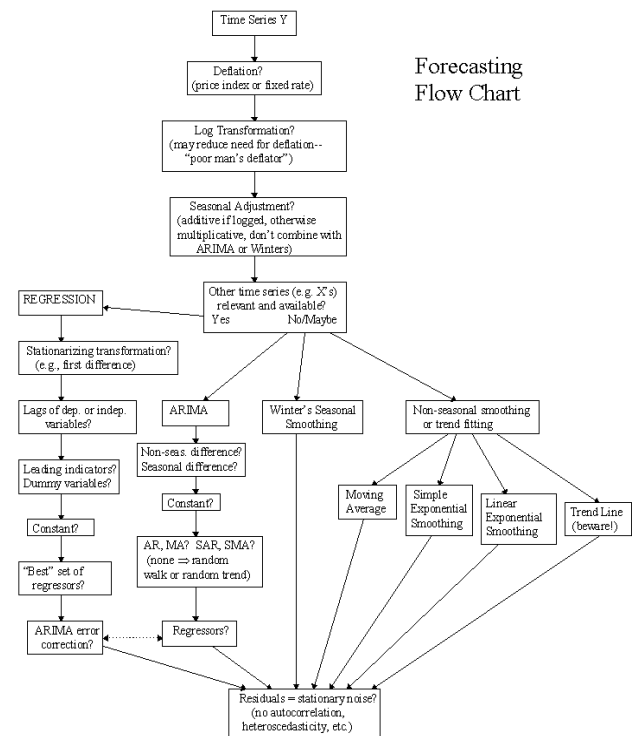 Time Series Y
Forecasting
Flow Chart
Deflation?
(price index or fixed rate)
Log Transformation?
(may reduce need for deflation--
“poor man’s deflator”)
Seasonal Adjustment?
(additive if logged, otherwise
multiplicative, don’t combine with
ARIMA or Winters)
Other time series (e.g. X’s)
relevant and available?
Yes No/Maybe
REGRESSION
Stationarizing transformation?
(e.g., first difference)
Lags of dep. or indep.
variables?
Leading indicators?
Dummy variables?
Constant?
“Best” set of
regressors?
ARIMA error
correction?
ARIMA
Non-seas. difference?
Seasonal difference?
Constant?
AR, MA? SAR, SMA?
(none ⇒ random
walk or random trend)
Regressors?
Winter’s Seasonal
Smoothing
Non-seasonal smoothing
or trend fitting
Moving
Average
Simple
Exponential
Smoothing
Linear
Exponential
Smoothing
Trend Line
(beware!)
Residuals = stationary noise?
(no autocorrelation,
heteroscedasticity, etc.)